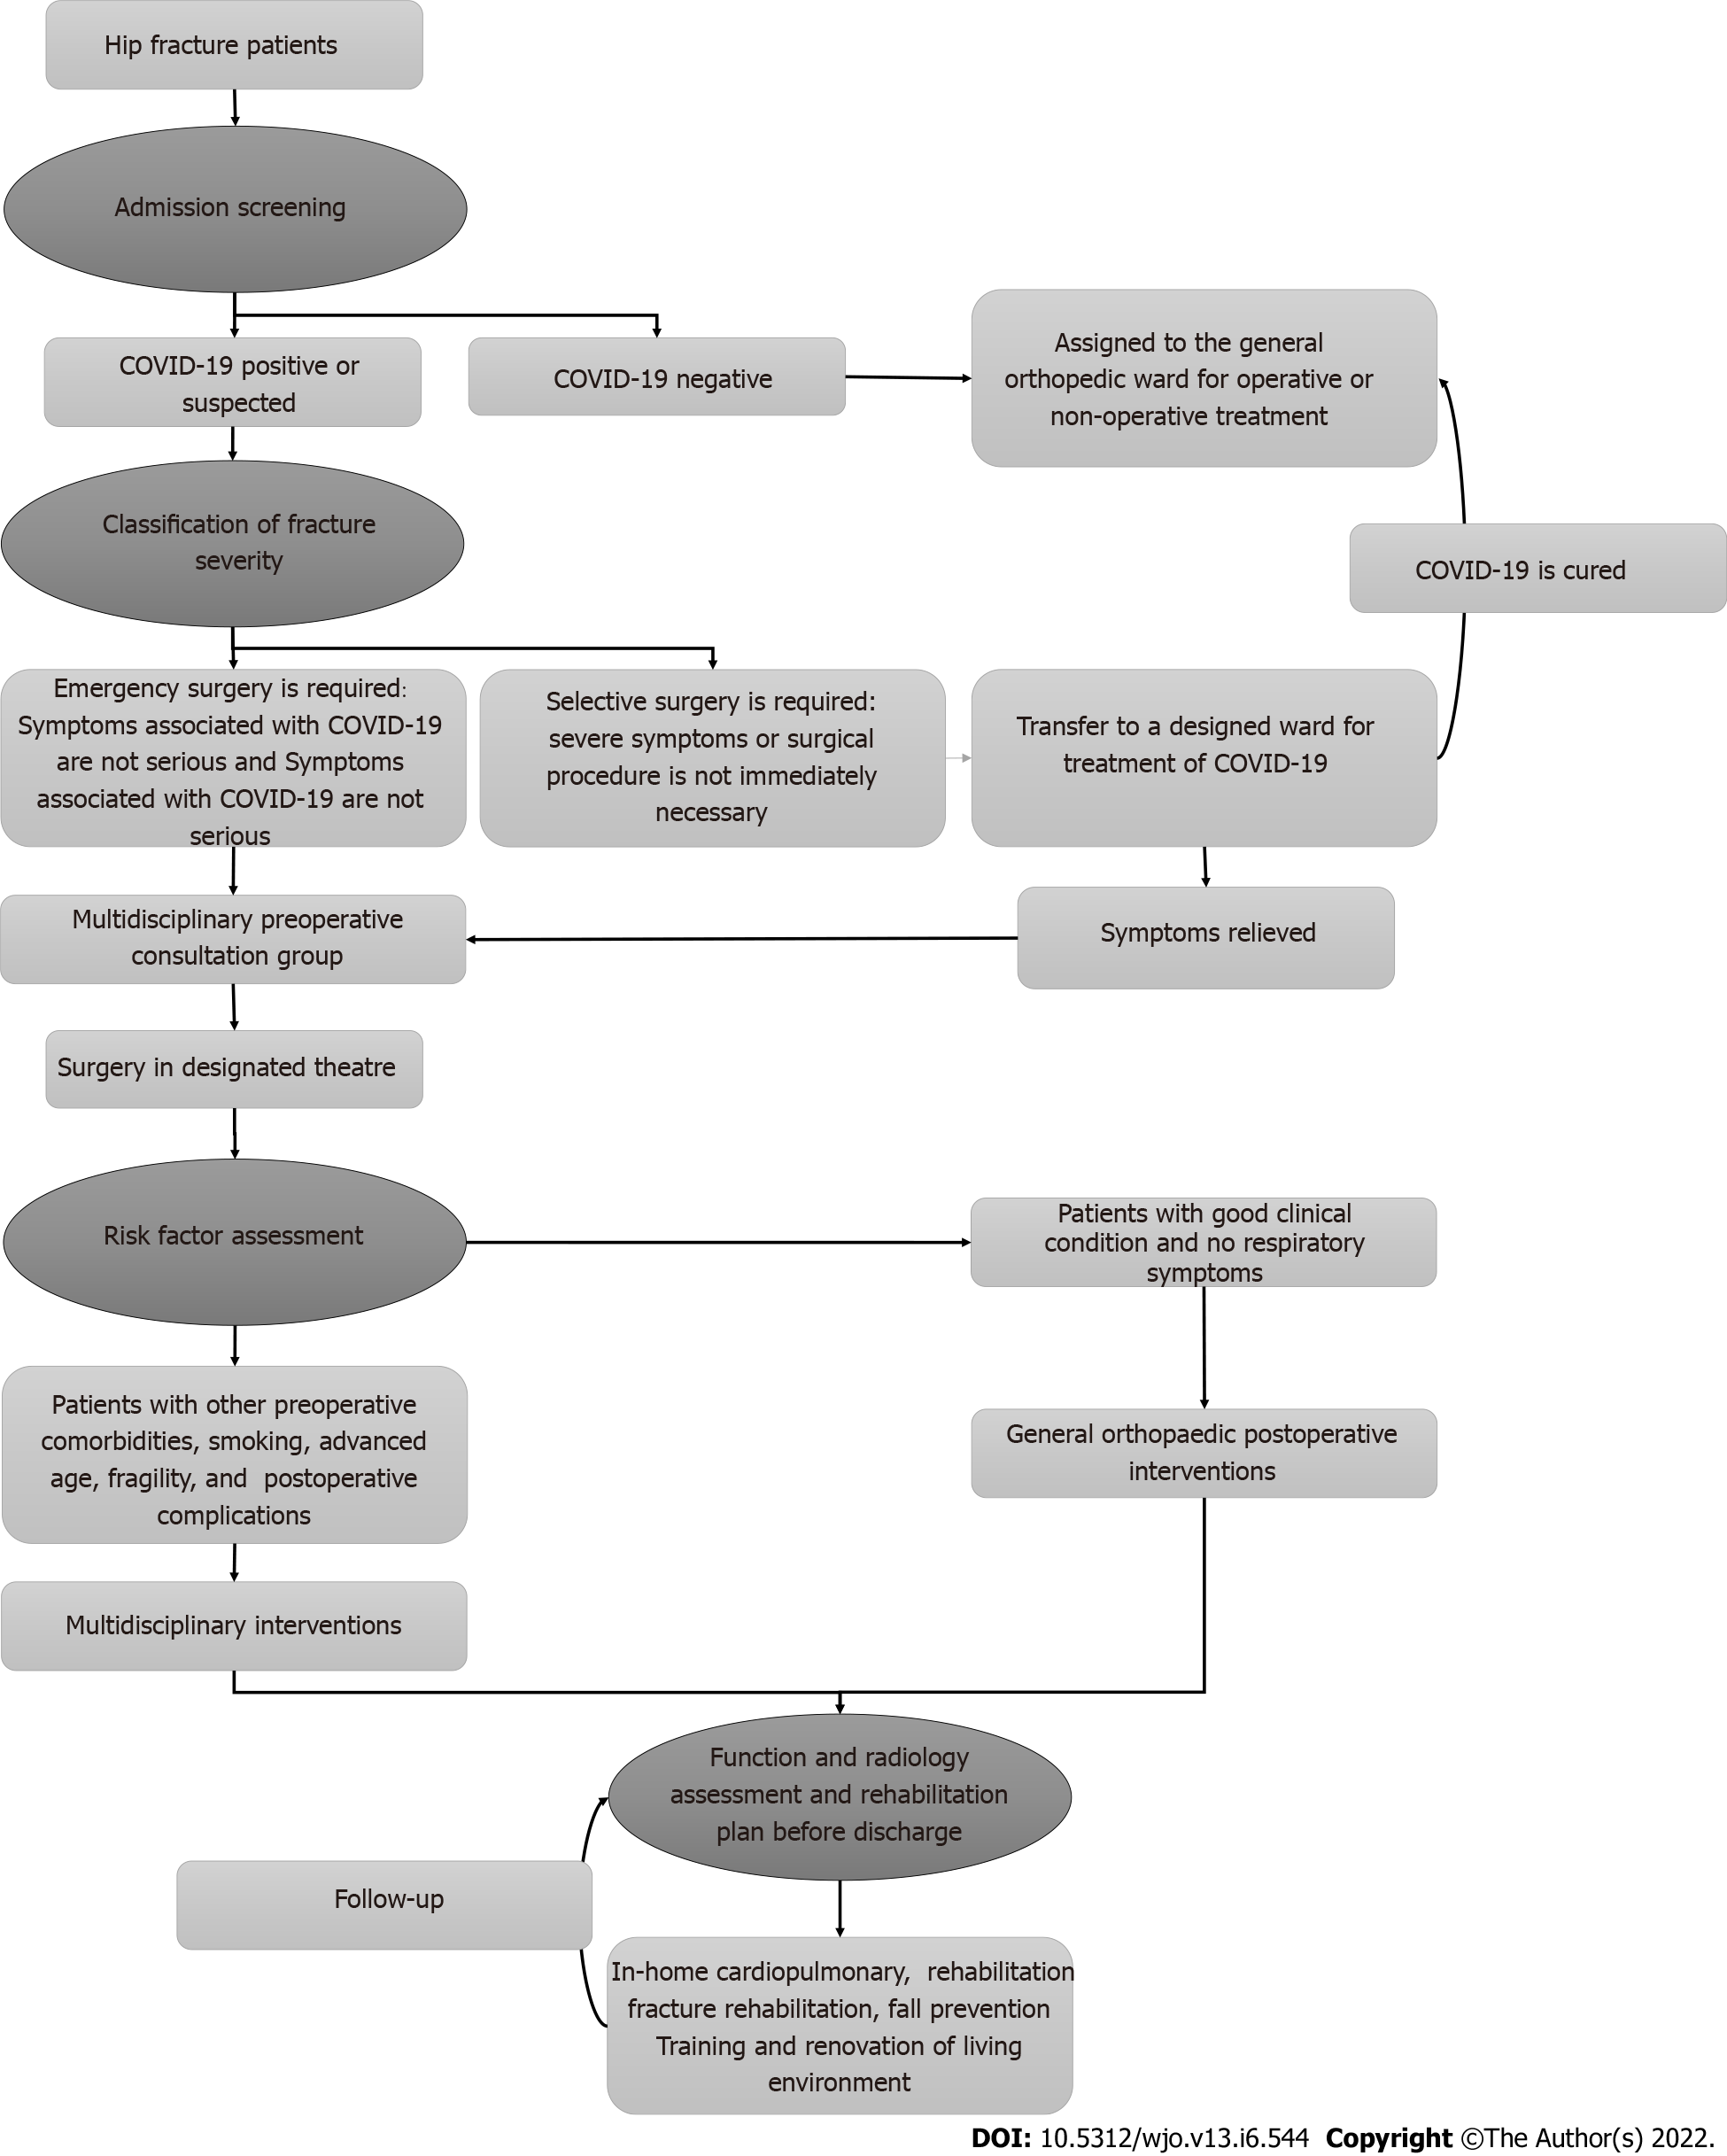 Hip fracture patients
Admission screening
COVID-19 positive or
suspected
COVID-19 negative
Assigned to the general
orthopedic ward for operative or
non-operative treatment
Classification of fracture
severity
COVID-19 is cured
Emergency surgery is required:
Symptoms associated with COVID-19
are not serious and Symptoms
associated with COVID-19 are not
serious
Selective surgery is required:
severe symptoms or surgical
procedure is not immediately
necessary
Transfer to a designed ward for
treatment of COVID-19
Multidisciplinary preoperative
consultation group
Symptoms relieved
Surgery in designated theatre
Risk factor assessment
Patients with good clinical
condition and no respiratory
symptoms
Patients with other preoperative
comorbidities, smoking, advanced
age, fragility, and  postoperative
complications
General orthopaedic postoperative
interventions
Multidisciplinary interventions
Function and radiology
assessment and rehabilitation
plan before discharge
Follow-up
In-home cardiopulmonary,  rehabilitation
fracture rehabilitation, fall prevention
Training and renovation of living
environment
DOI: 10.5312/wjo.v13.i6.544  Copyright ©The Author(s) 2022.